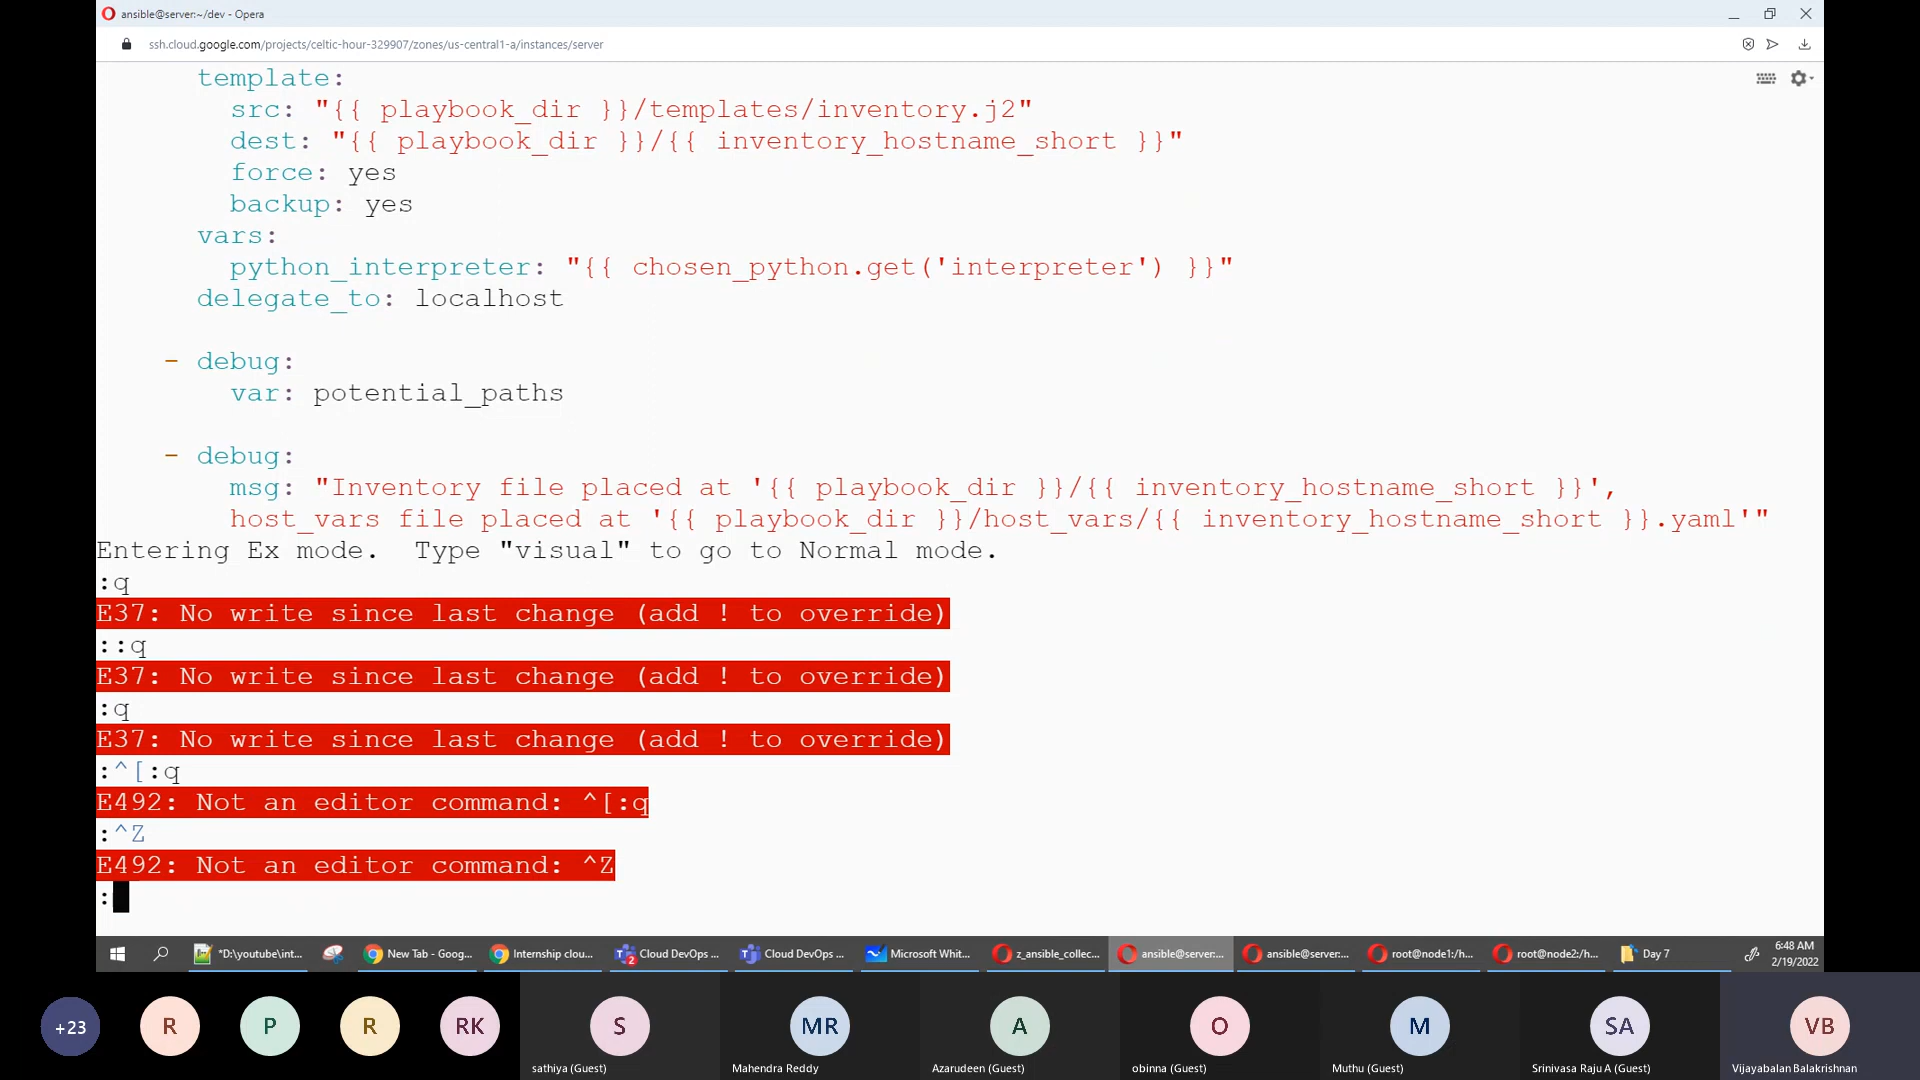 ansible@server:~/dev - Opera
ssh.cloud.google.com/projects/celtic-hour-329907/zones/us-central1-a/instances/server
template:
src: "{{ playbook_dir }}/templates/inventory.j2"
dest: "{{ playbook_dir }}/{{ inventory_hostname_short }}"
force: yes
backup: yes
vars:
python_interpreter: "{{ chosen_python.get('interpreter') }}"
delegate_to: localhost
- debug:
var: potential_paths
- debug:
msg: "Inventory file placed at '{{ playbook_dir }}/{{ inventory_hostname_short }}',
host_vars file placed at '{{ playbook_dir }}/host_vars/{{ inventory_hostname_short }}.yaml'"
Entering Ex mode.  Type "visual" to go to Normal mode.
:q
E37: No write since last change (add ! to override)
::q
E37: No write since last change (add ! to override)
:q
E37: No write since last change (add ! to override)
:^[:q
E492: Not an editor command: ^[:q
:^Z
E492: Not an editor command: ^Z
:
*D:\youtube\int... New Tab - Goog... Internship clou... 2 Cloud DevOps ... Cloud DevOps ... Microsoft Whit... z_ansible_collec... ansible@server:... ansible@server:... root@node1:/h... root@node2:/h... Day 7 6:48 AM
2/19/2022
+23 R P R RK S MR A O M SA VB
sathiya (Guest) Mahendra Reddy Azarudeen (Guest) obinna (Guest) Muthu (Guest) Srinivasa Raju A (Guest) Vijayabalan Balakrishnan